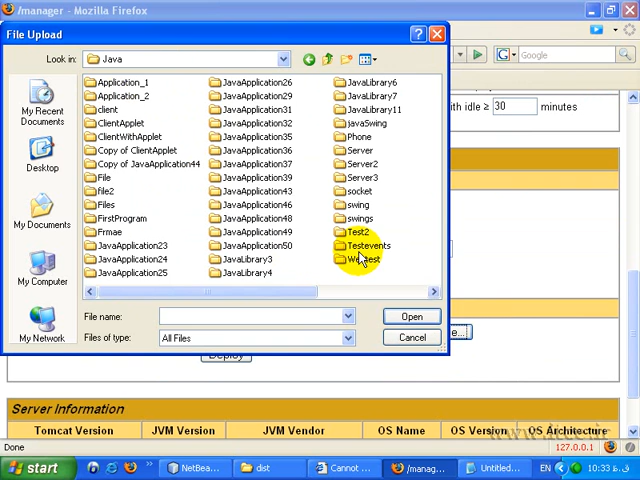 /manager - Mozilla Firefox
File Upload
Look in:
Java
Google
My Recent
Documents
Desktop
My Documents
My Computer
My Network
Application_1
Application_2
client
ClientApplet
ClientWithApplet
Copy of ClientApplet
Copy of JavaApplication44
File
file2
Files
FirstProgram
Frmae
JavaApplication23
JavaApplication25
JavaApplication26
JavaApplication29
JavaApplication31
JavaApplication32
JavaApplication35
JavaApplication36
JavaApplication37
JavaApplication39
JavaApplication43
JavaApplication46
JavaApplication48
JavaApplication49
JavaApplication50
JavaLibrary3
JavaLibrary4
JavaLibrary6
JavaLibrary7
JavaLibrary11
javaSwing
Phone
Server
Server2
Server3
socket
swing
swings
Test2
Testevents
File name:
Open
Files of type:
All Files
Cancel
with idle ≥ 30 minutes
e...
Deploy
Server Information
Tomcat Version JVM Version JVM Vendor OS Name OS Version OS Architecture
Done
127.0.0.1
start
NetBea...
dist
Cannot ...
/manag...
Untitled...
EN
10:33 ق.ظ